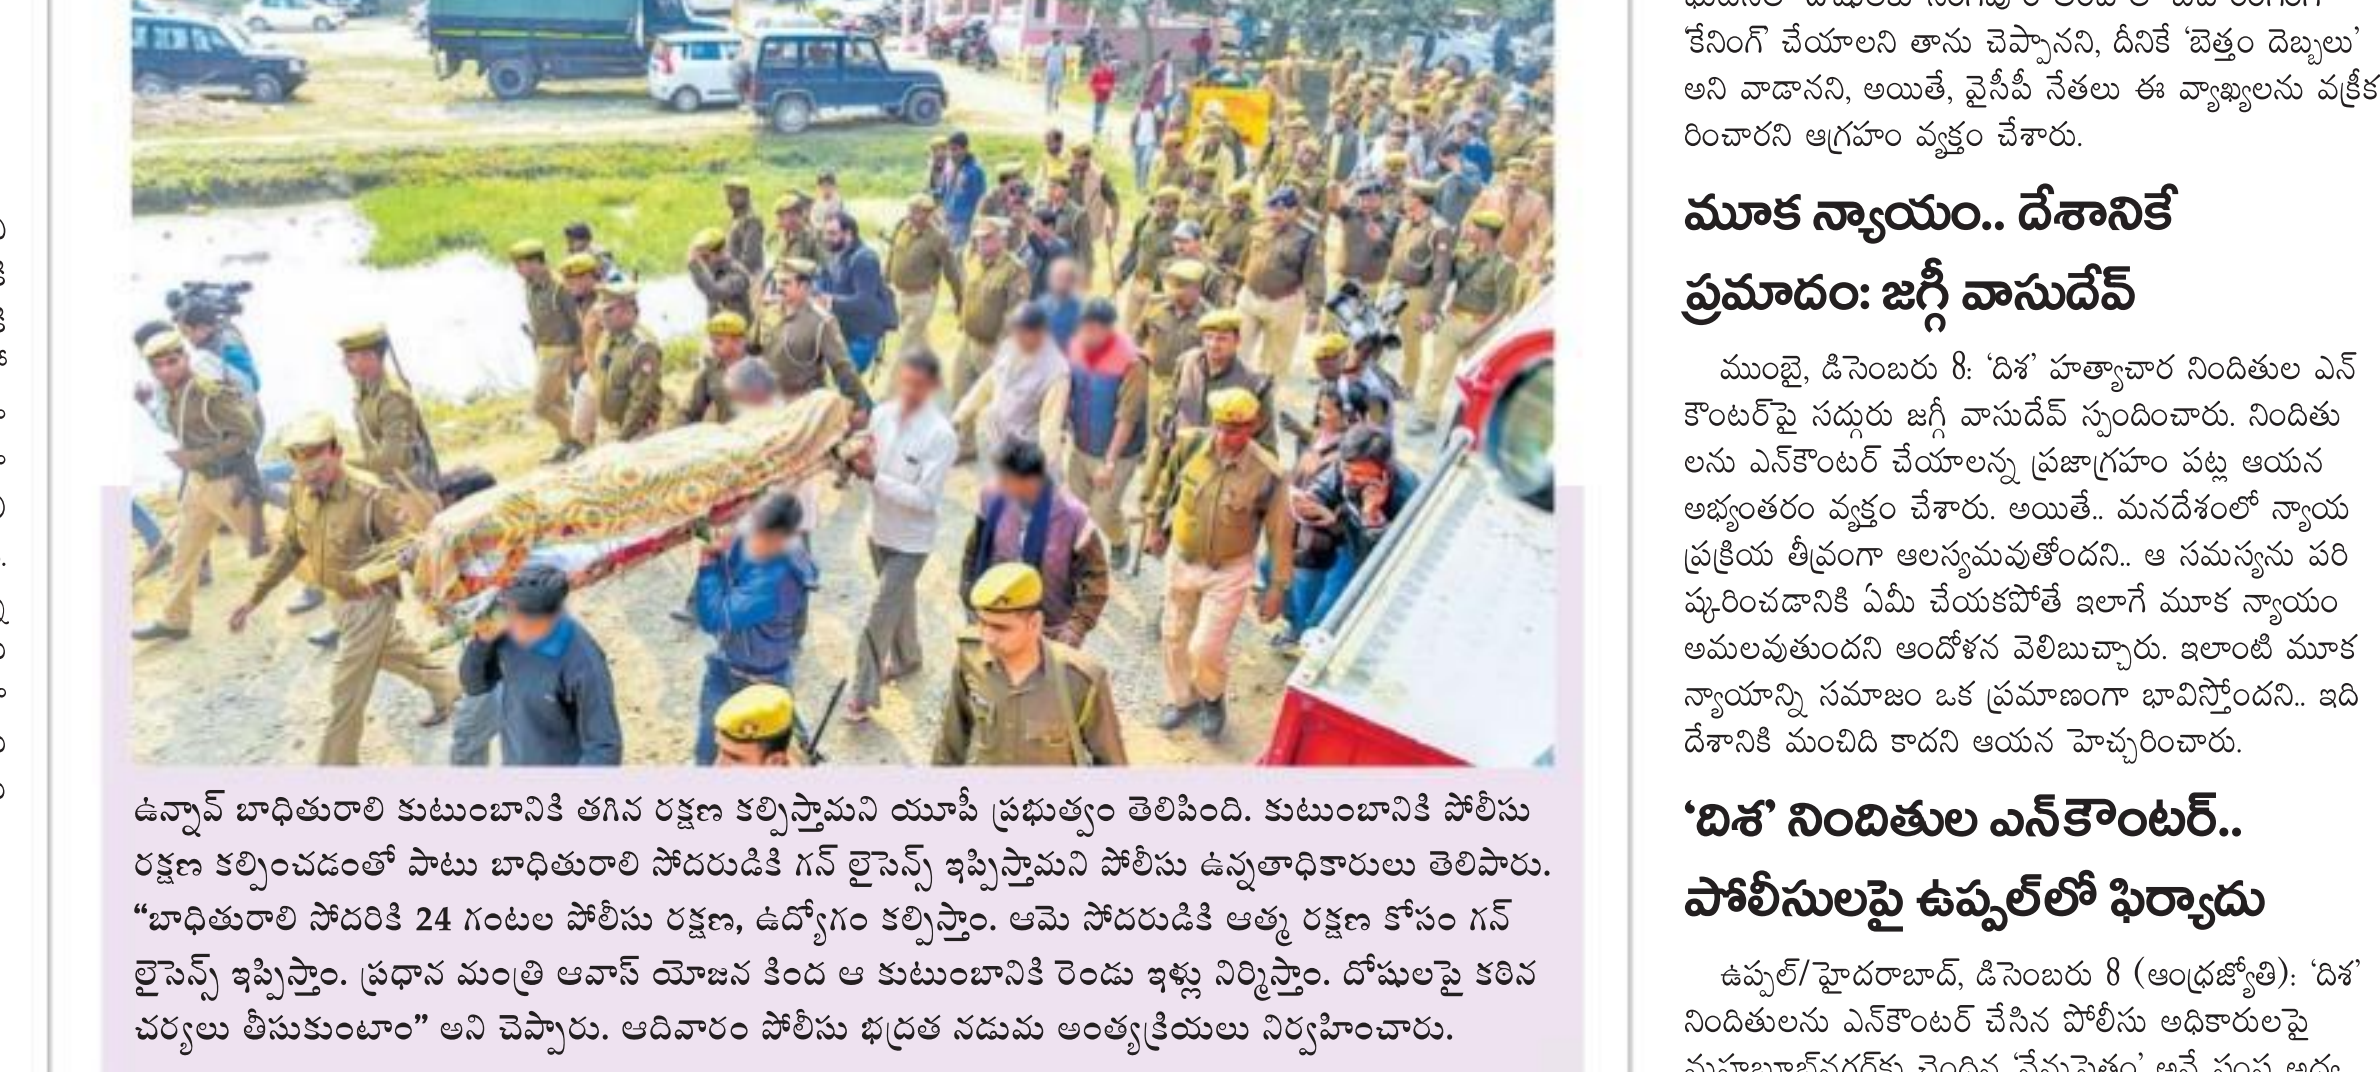 ఉన్నావ్ బాధితురాలి కుటుంబానికి తగిన రక్షణ కల్పిస్తామని యూపీ ప్రభుత్వం తెలిపింది. కుటుంబానికి పోలీసు
రక్షణ కల్పించడంతో పాటు బాధితురాలి సోదరుడికి గన్ లైసెన్స్ ఇప్పిస్తామని పోలీసు ఉన్నతాధికారులు తెలిపారు.
“బాధితురాలి సోదరికి 24 గంటల పోలీసు రక్షణ, ఉద్యోగం కల్పిస్తాం. ఆమె సోదరుడికి ఆత్మ రక్షణ కోసం గన్
లైసెన్స్ ఇప్పిస్తాం. ప్రధాన మంత్రి ఆవాస్ యోజన కింద ఆ కుటుంబానికి రెండు ఇళ్లు నిర్మిస్తాం. దోషులపై కఠిన
చర్యలు తీసుకుంటాం” అని చెప్పారు. ఆదివారం పోలీసు భద్రత నడుమ అంత్యక్రియలు నిర్వహించారు.
‘కేనింగ్’ చేయాలని తాను చెప్పానని, దీనికే ‘బెత్తం దెబ్బలు’
అని వాడానని, అయితే, వైసీపీ నేతలు ఈ వ్యాఖ్యలను వక్రీక
రించారని ఆగ్రహం వ్యక్తం చేశారు.
మూక న్యాయం.. దేశానికే
ప్రమాదం: జగ్గీ వాసుదేవ్
ముంబై, డిసెంబరు 8: ‘దిశ’ హత్యాచార నిందితుల ఎన్
కౌంటర్‌పై సద్గురు జగ్గీ వాసుదేవ్ స్పందించారు. నిందితు
లను ఎన్‌కౌంటర్ చేయాలన్న ప్రజాగ్రహం పట్ల ఆయన
అభ్యంతరం వ్యక్తం చేశారు. అయితే.. మనదేశంలో న్యాయ
ప్రక్రియ తీవ్రంగా ఆలస్యమవుతోందని.. ఆ సమస్యను పరి
ష్కరించడానికి ఏమీ చేయకపోతే ఇలాగే మూక న్యాయం
అమలవుతుందని ఆందోళన వెలిబుచ్చారు. ఇలాంటి మూక
న్యాయాన్ని సమాజం ఒక ప్రమాణంగా భావిస్తోందని.. ఇది
దేశానికి మంచిది కాదని ఆయన హెచ్చరించారు.
‘దిశ’ నిందితుల ఎన్‌కౌంటర్..
పోలీసులపై ఉప్పల్‌లో ఫిర్యాదు
ఉప్పల్/హైదరాబాద్, డిసెంబరు 8 (ఆంధ్రజ్యోతి): ‘దిశ’
నిందితులను ఎన్‌కౌంటర్ చేసిన పోలీసు అధికారులపై